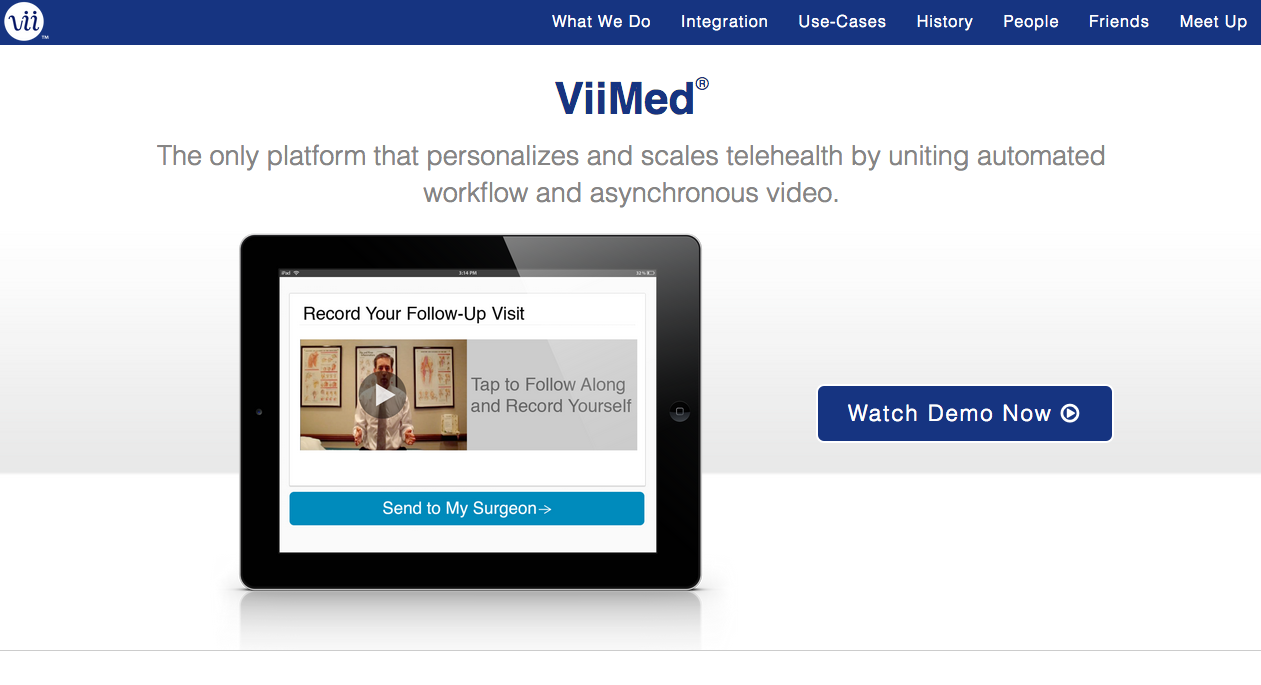 vii™
What We Do
Integration
Use-Cases
History
People
Friends
Meet Up
ViiMed®
The only platform that personalizes and scales telehealth by uniting automated
workflow and asynchronous video.
iPad
3:14 PM
32%
Record Your Follow-Up Visit
Tap to Follow Along
and Record Yourself
Send to My Surgeon→
Watch Demo Now